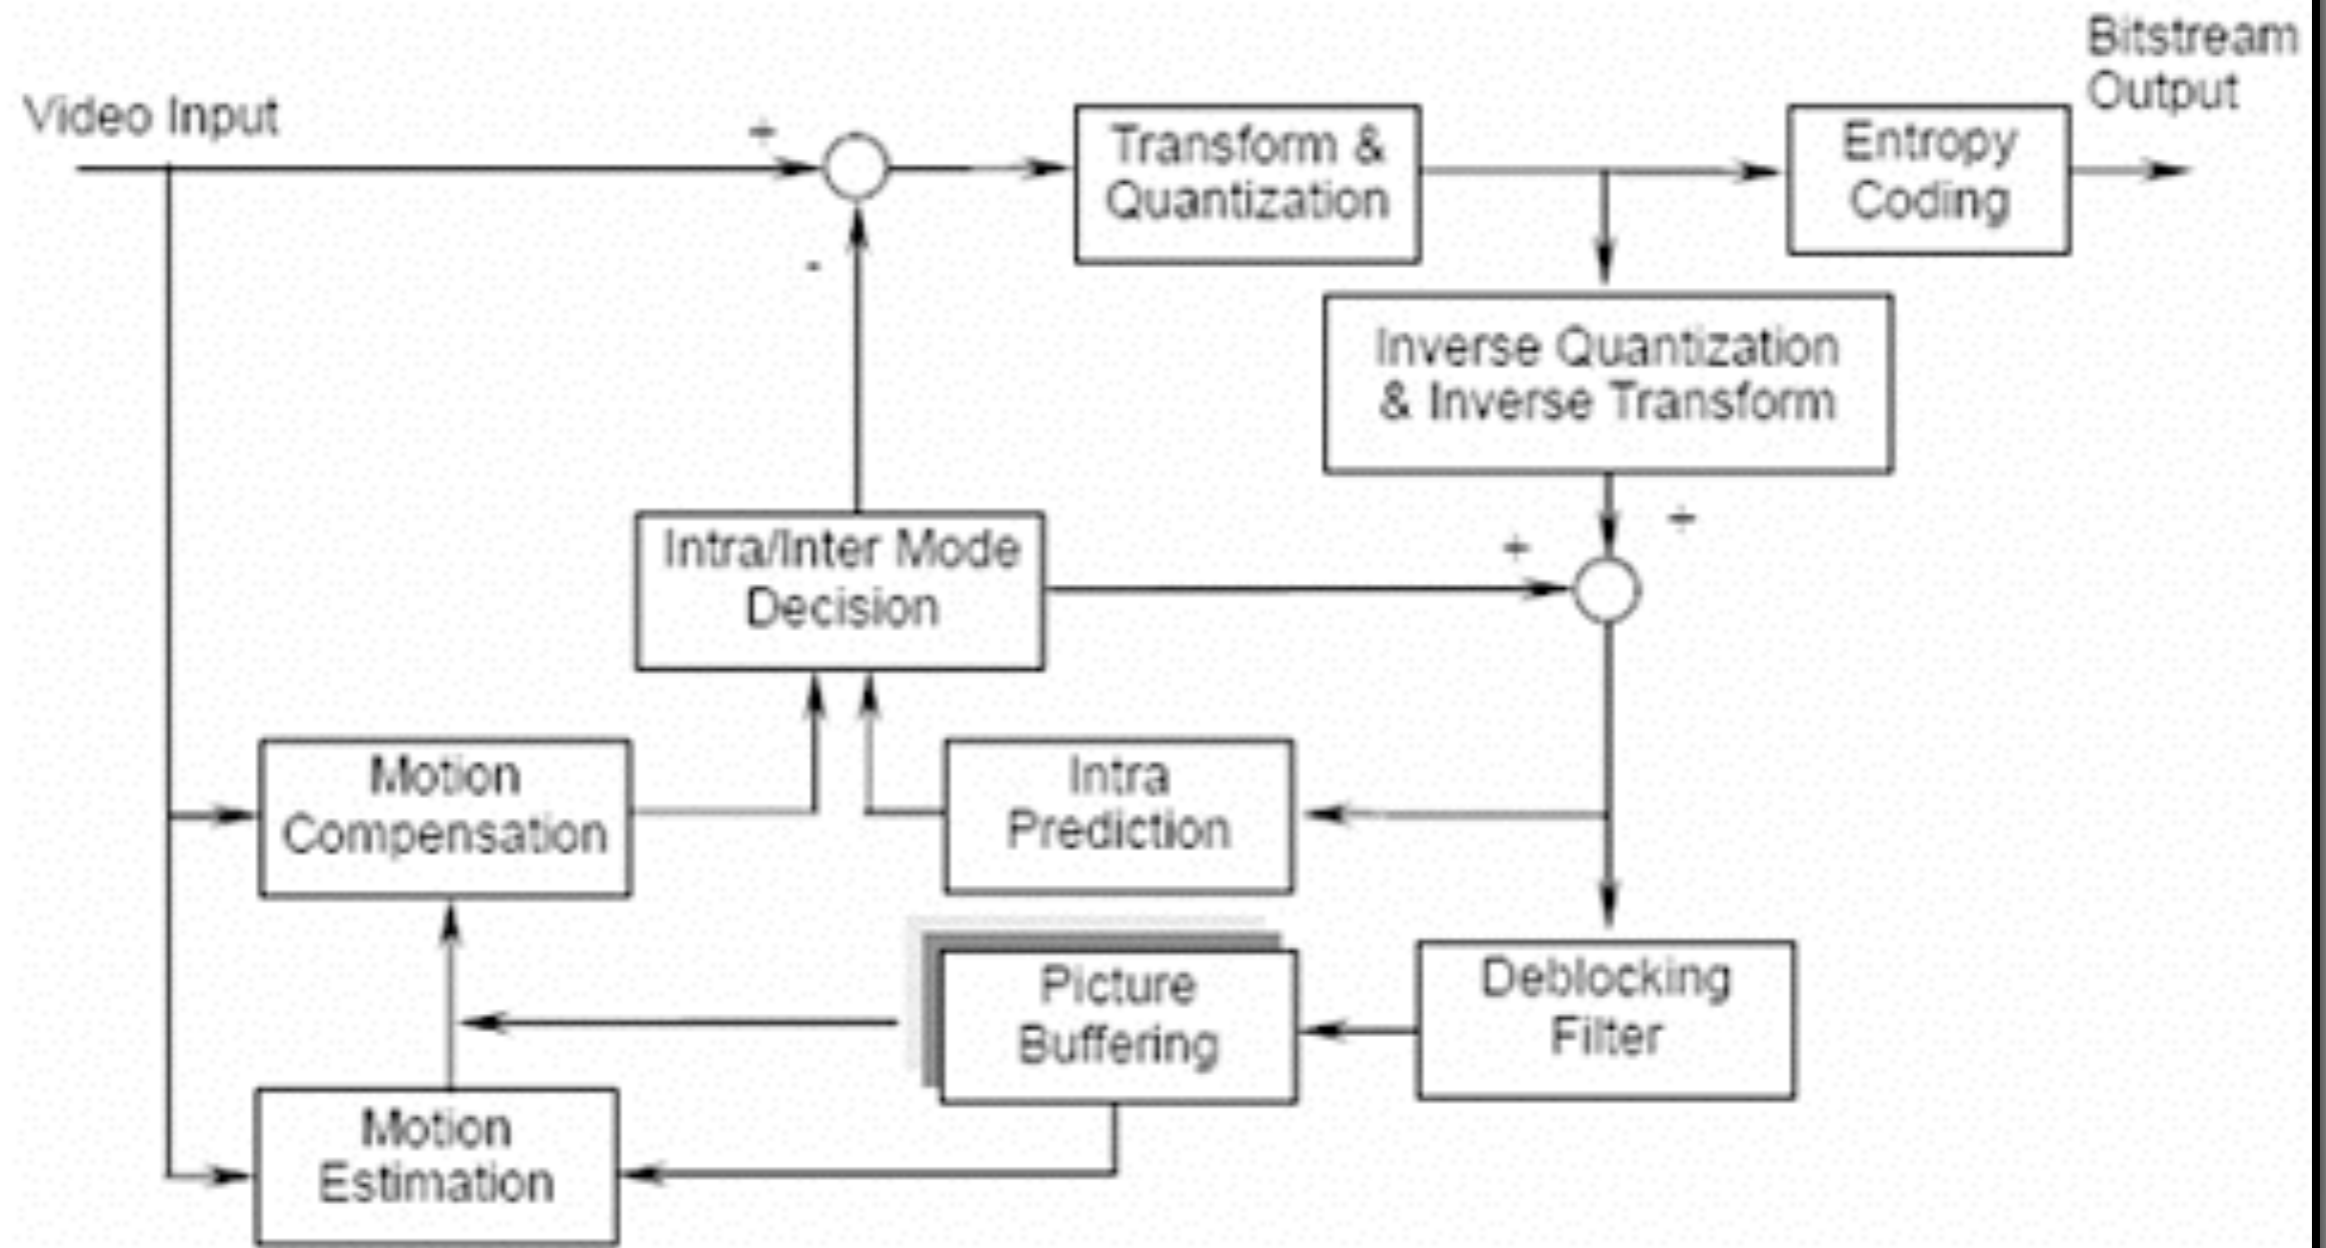 Bitstream
Output
Video Input
+
Transform &
Quantization
Entropy
Coding
-
Inverse Quantization
& Inverse Transform
+
+
Intra/Inter Mode
Decision
Motion
Compensation
Intra
Prediction
Picture
Buffering
Deblocking
Filter
Motion
Estimation